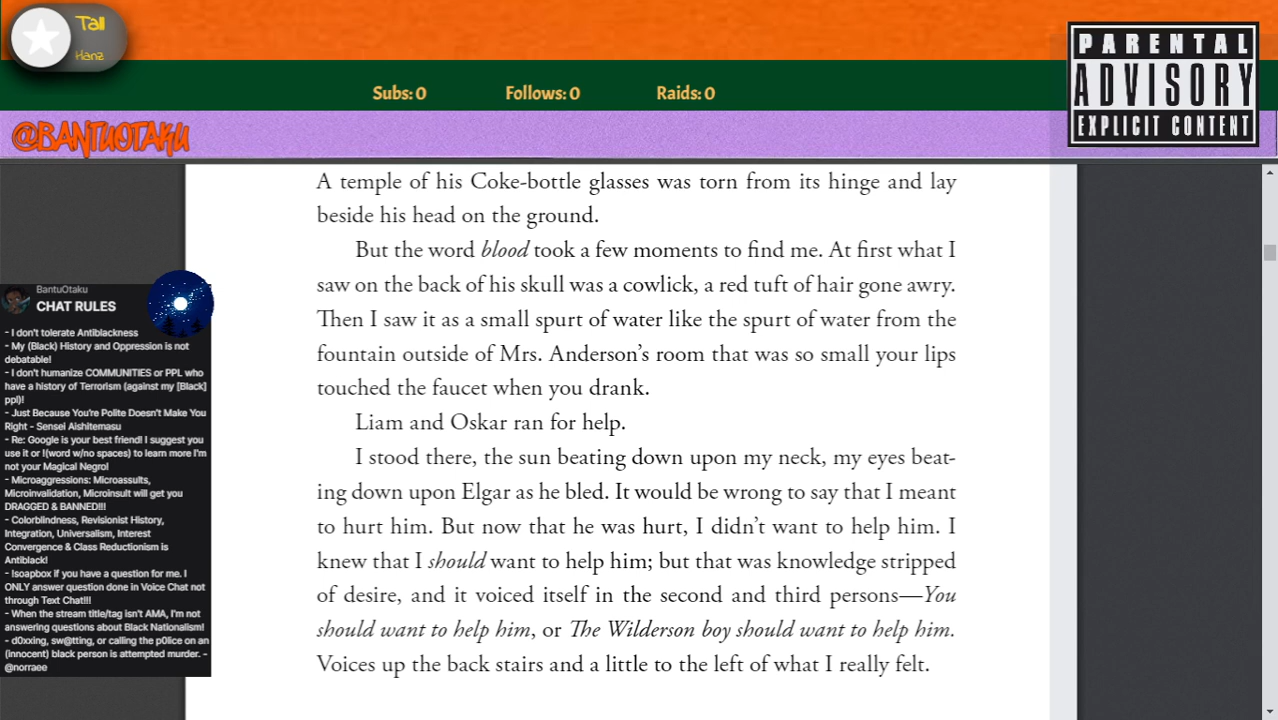 Tall
Hanz
PARENTAL
ADVISORY
EXPLICIT CONTENT
Subs: 0
Follows: 0
Raids: 0
@BANTUOTAKU
A temple of his Coke-bottle glasses was torn from its hinge and lay
beside his head on the ground.
But the word blood took a few moments to find me. At first what I
saw on the back of his skull was a cowlick, a red tuft of hair gone awry.
Then I saw it as a small spurt of water like the spurt of water from the
fountain outside of Mrs. Anderson's room that was so small your lips
touched the faucet when you drank.
Liam and Oskar ran for help.
I stood there, the sun beating down upon my neck, my eyes beat-
ing down upon Elgar as he bled. It would be wrong to say that I meant
to hurt him. But now that he was hurt, I didn't want to help him. I
knew that I should want to help him; but that was knowledge stripped
of desire, and it voiced itself in the second and third persons—You
should want to help him, or The Wilderson boy should want to help him.
Voices up the back stairs and a little to the left of what I really felt.
BantuOtaku
CHAT RULES
- I don't tolerate Antiblackness
- My (Black) History and Oppression is not
debatable!
- I don't humanize COMMUNITIES or PPL who
have a history of Terrorism (against my [Black]
ppl)!
- Just Because You're Polite Doesn't Make You
Right - Sensei Aishitemasu
- Re: Google is your best friend! I suggest you
use it or !(word w/no spaces) to learn more I'm
not your Magical Negro!
- Microaggressions: Microassults,
Microinvalidation, Microinsult will get you
DRAGGED & BANNED!!!
- Colorblindness, Revisionist History,
Integration, Universalism, Interest
Convergence & Class Reductionism is
Antiblack!
- !soapbox if you have a question for me. I
ONLY answer question done in Voice Chat not
through Text Chat!!!
- When the stream title/tag isn't AMA, I'm not
answering questions about Black Nationalism!
- d0xxing, sw@tting, or calling the p0lice on an
(innocent) black person is attempted murder. -
@norraee